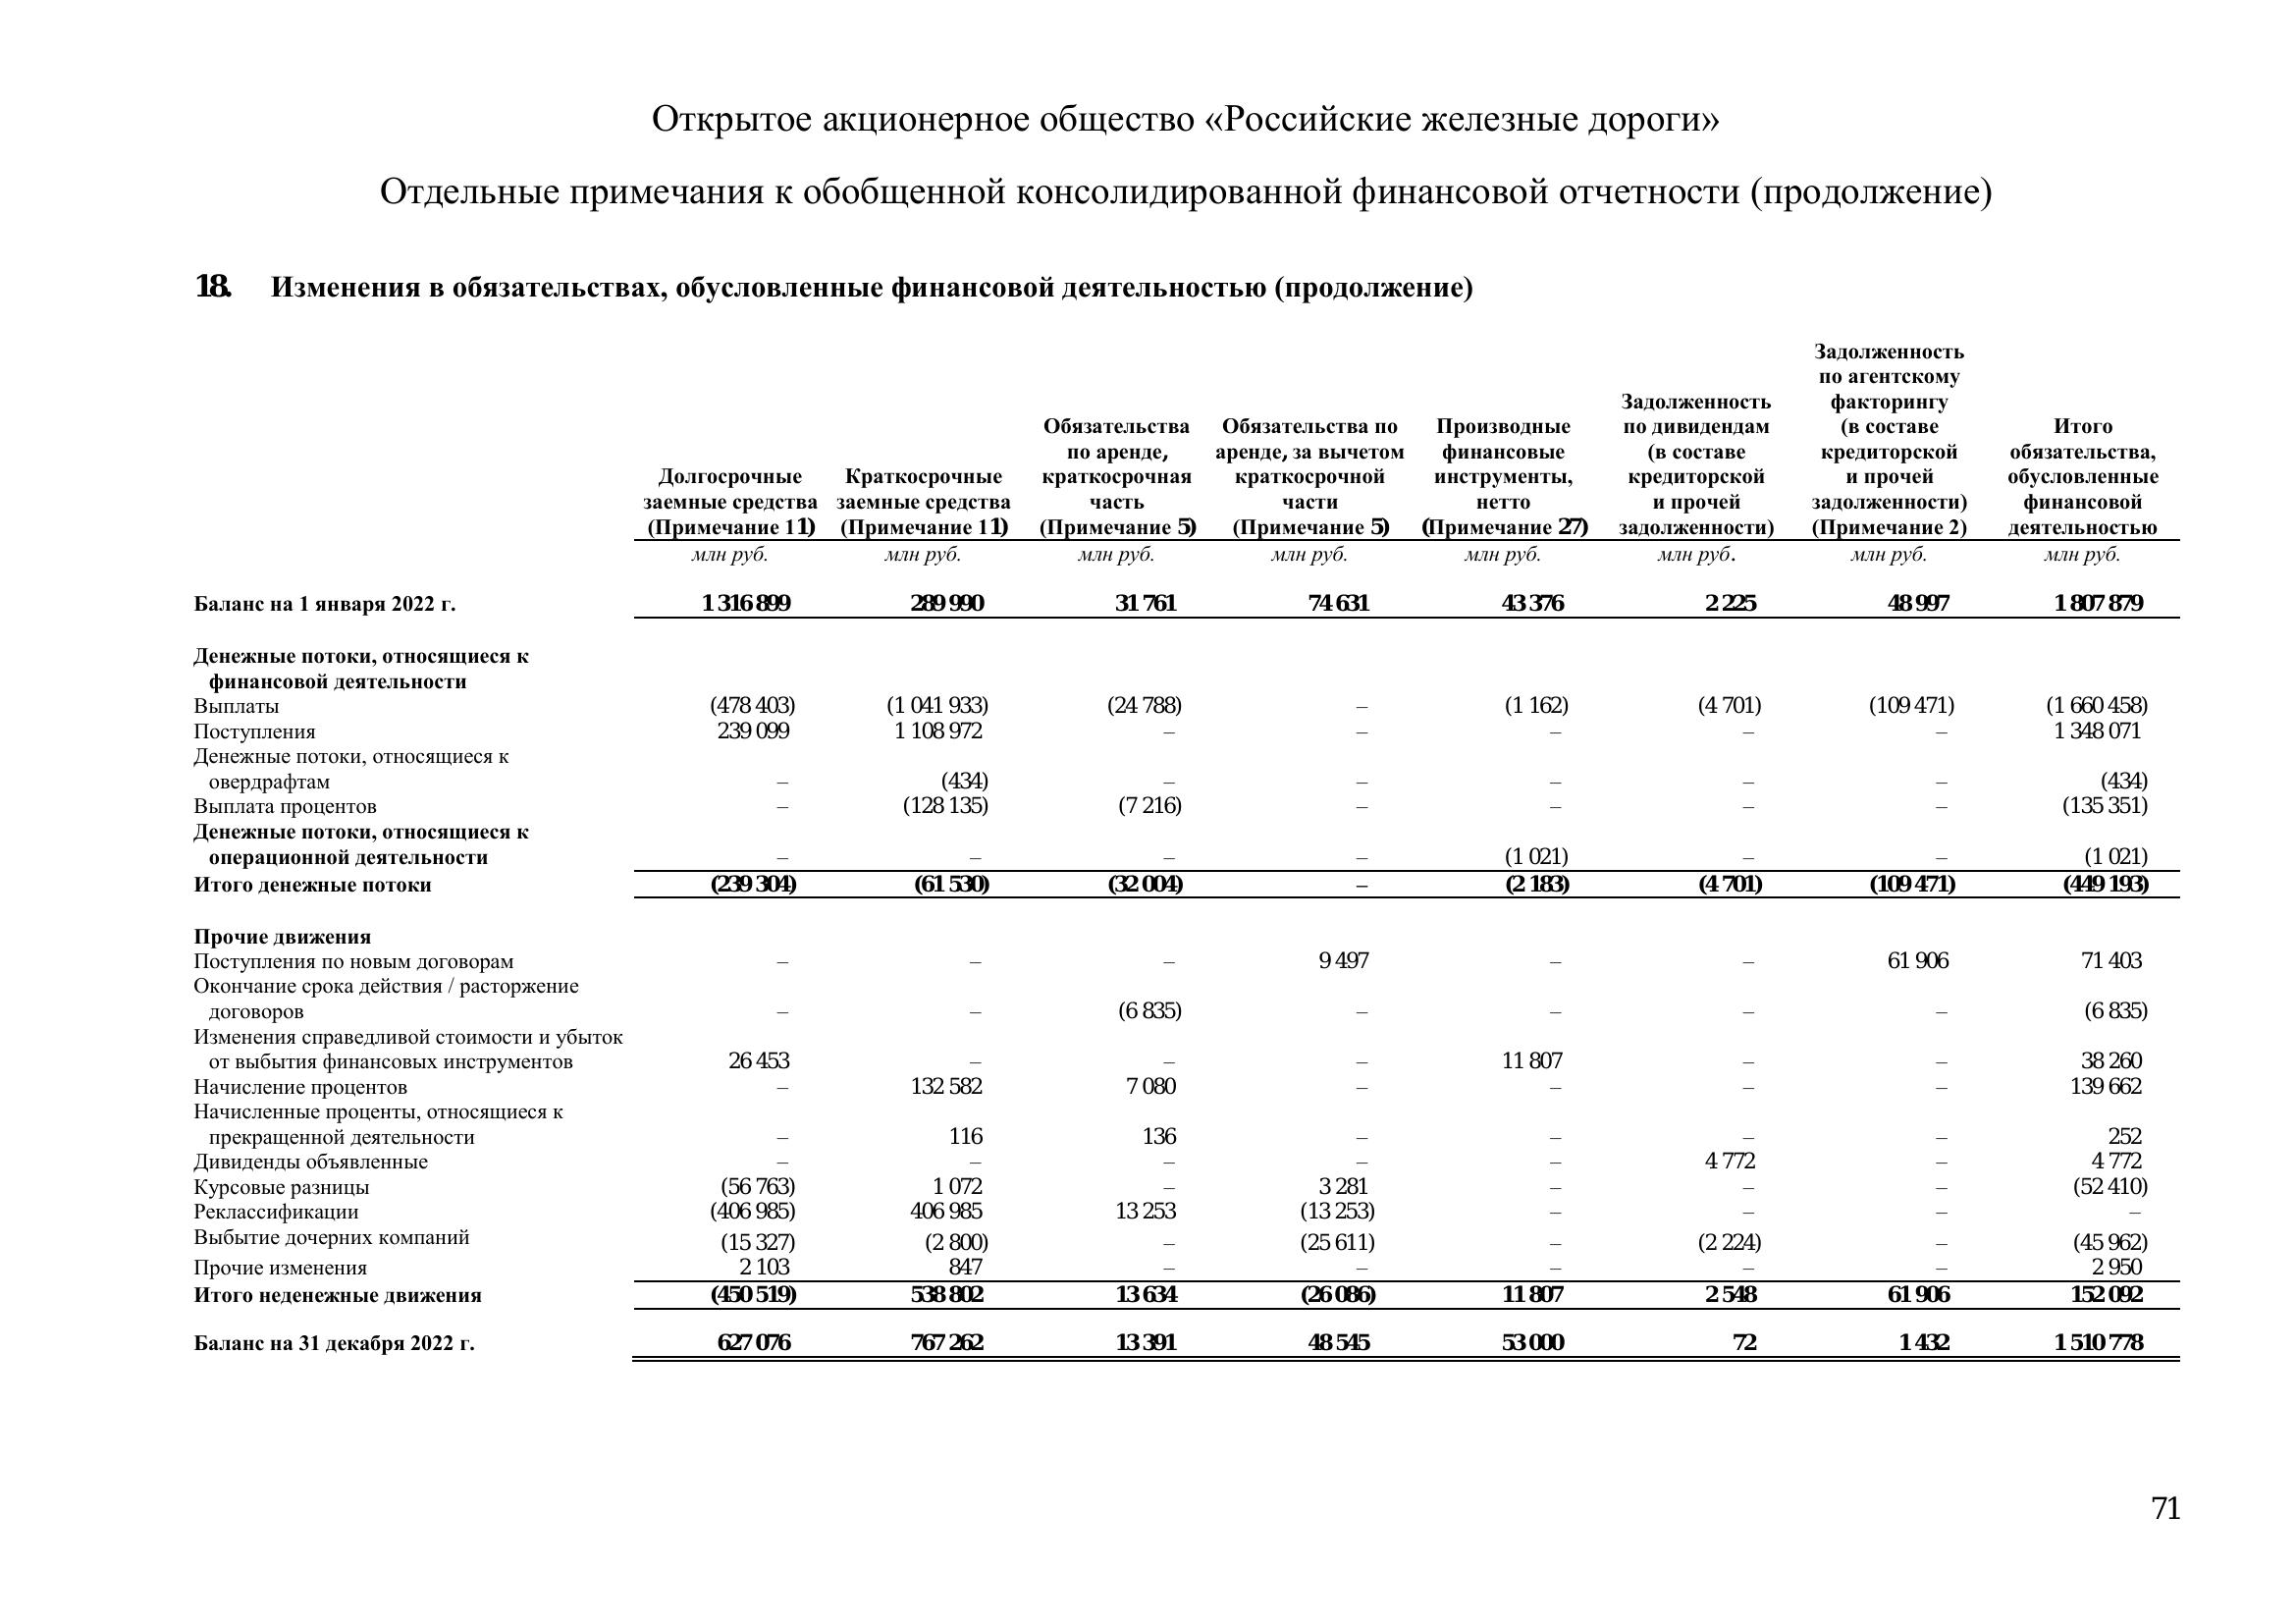 Открытое акционерное общество «Российские железные дороги»
Отдельные примечания к обобщенной консолидированной финансовой отчетности (продолжение)
18. Изменения в обязательствах, обусловленные финансовой деятельностью (продолжение)
Долгосрочные
заемные средства
(Примечание 11)
млн руб.
Краткосрочные
заемные средства
(Примечание 11)
млн руб.
Обязательства
по аренде,
краткосрочная
часть
(Примечание 5)
млн руб.
Обязательства по
аренде, за вычетом
краткосрочной
части
(Примечание 5)
млн руб.
Производные
финансовые
инструменты,
нетто
(Примечание 27)
млн руб.
Задолженность
по дивидендам
(в составе
кредиторской
и прочей
задолженности)
млн руб.
Задолженность
по агентскому
факторингу
(в составе
кредиторской
и прочей
задолженности)
(Примечание 2)
млн руб.
Итого
обязательства,
обусловленные
финансовой
деятельностью
млн руб.
Баланс на 1 января 2022 г. 1 316 899 289 990 31 761 74 631 43 376 2 225 48 997 1 807 879
Денежные потоки, относящиеся к
финансовой деятельности
Выплаты (478 403) (1 041 933) (24 788) – (1 162) (4 701) (109 471) (1 660 458)
Поступления 239 099 1 108 972 – – – – – 1 348 071
Денежные потоки, относящиеся к
овердрафтам – (434) – – – – – (434)
Выплата процентов – (128 135) (7 216) – – – – (135 351)
Денежные потоки, относящиеся к
операционной деятельности – – – – (1 021) – – (1 021)
Итого денежные потоки (239 304) (61 530) (32 004) – (2 183) (4 701) (109 471) (449 193)
Прочие движения
Поступления по новым договорам – – – 9 497 – – 61 906 71 403
Окончание срока действия / расторжение
договоров – – (6 835) – – – – (6 835)
Изменения справедливой стоимости и убыток
от выбытия финансовых инструментов 26 453 – – – 11 807 – – 38 260
Начисление процентов – 132 582 7 080 – – – – 139 662
Начисленные проценты, относящиеся к
прекращенной деятельности – 116 136 – – – – 252
Дивиденды объявленные – – – – – 4 772 – 4 772
Курсовые разницы (56 763) 1 072 – 3 281 – – – (52 410)
Реклассификации (406 985) 406 985 13 253 (13 253) – – – –
Выбытие дочерних компаний (15 327) (2 800) – (25 611) – (2 224) – (45 962)
Прочие изменения 2 103 847 – – – – – 2 950
Итого неденежные движения (450 519) 538 802 13 634 (26 086) 11 807 2 548 61 906 152 092
Баланс на 31 декабря 2022 г. 627 076 767 262 13 391 48 545 53 000 72 1 432 1 510 778
71